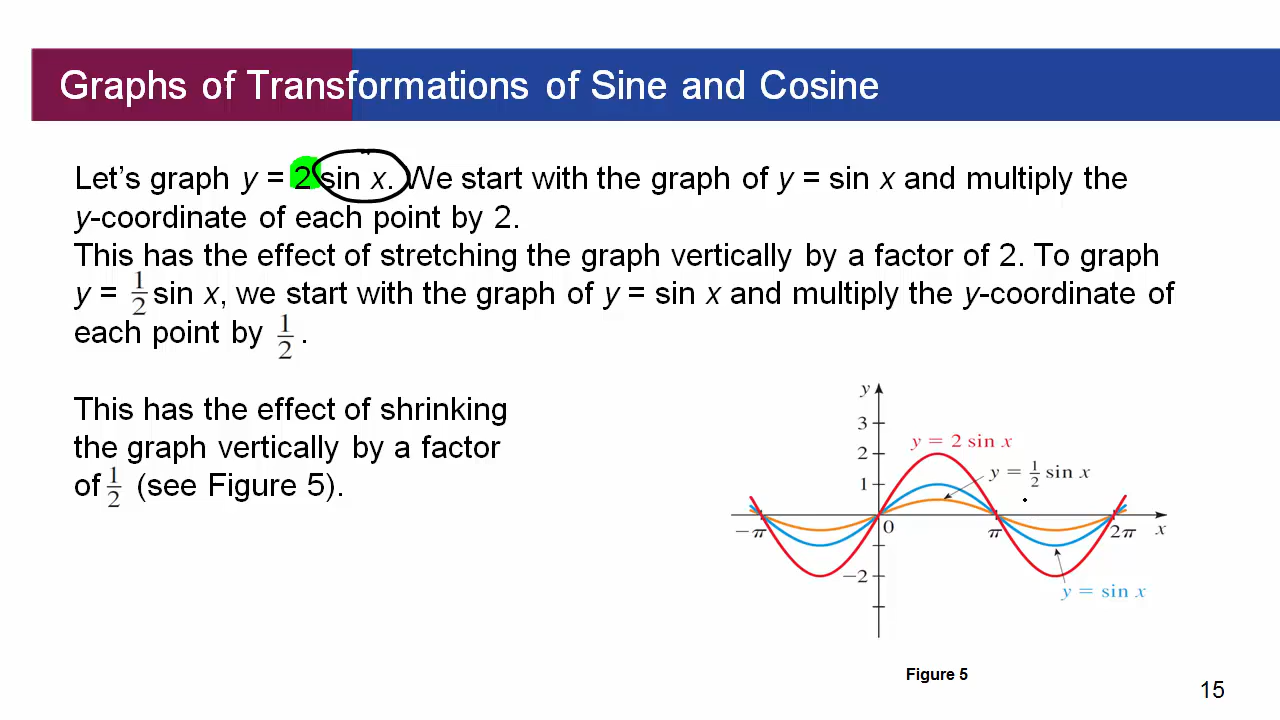 Graphs of Transformations of Sine and Cosine
Let's graph y = 2 sin x. We start with the graph of y = sin x and multiply the
y-coordinate of each point by 2.
This has the effect of stretching the graph vertically by a factor of 2. To graph
y = 1/2 sin x, we start with the graph of y = sin x and multiply the y-coordinate of
each point by 1/2.
This has the effect of shrinking
the graph vertically by a factor
of 1/2 (see Figure 5).
y
3
2
1
−2
y = 2 sin x
y = 1/2 sin x
−π
0
π
2π
x
y = sin x
Figure 5
15